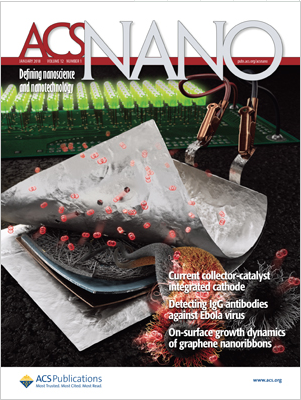 ACS NANO
JANUARY 2018 VOLUME 12 NUMBER 1
pubs.acs.org/acsnano
Defining nanoscience
and nanotechnology
Current collector-catalyst
integrated cathode
Detecting IgG antibodies
against Ebola virus
On-surface growth dynamics
of graphene nanoribbons
ACS Publications
Most Trusted. Most Cited. Most Read.
www.acs.org